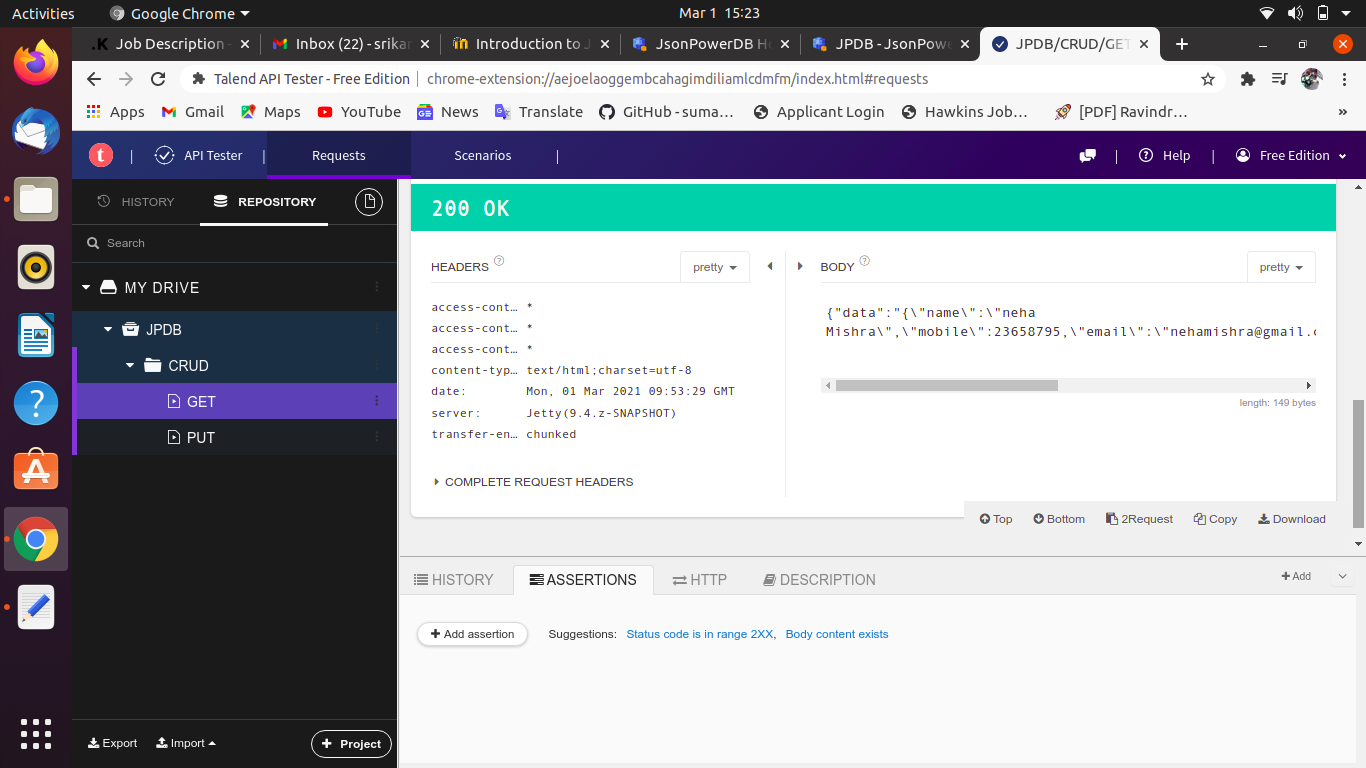 Activities
Google Chrome
Mar 1 15:23
.K Job Description -
Inbox (22) - srikar
Introduction to J
JsonPowerDB Ho
JPDB - JsonPowe
JPDB/CRUD/GET
Talend API Tester - Free Edition
chrome-extension://aejoelaoggembcahagimdiliamlcdmfm/index.html#requests
Apps
Gmail
Maps
YouTube
News
Translate
GitHub - suma…
Applicant Login
Hawkins Job…
[PDF] Ravindr…
»
t
API Tester
Requests
Scenarios
Help
Free Edition
HISTORY
REPOSITORY
Search
MY DRIVE
JPDB
CRUD
GET
PUT
Export
Import
+ Project
200 OK
HEADERS ?
pretty
access-cont… *
access-cont… *
access-cont… *
content-typ… text/html;charset=utf-8
date: Mon, 01 Mar 2021 09:53:29 GMT
server: Jetty(9.4.z-SNAPSHOT)
transfer-en… chunked
COMPLETE REQUEST HEADERS
BODY ?
pretty
{"data":"{\"name\":\"neha
Mishra\",\"mobile\":23658795,\"email\":\"nehamishra@gmail.c
length: 149 bytes
Top
Bottom
2Request
Copy
Download
HISTORY
ASSERTIONS
HTTP
DESCRIPTION
+ Add
+ Add assertion
Suggestions: Status code is in range 2XX, Body content exists